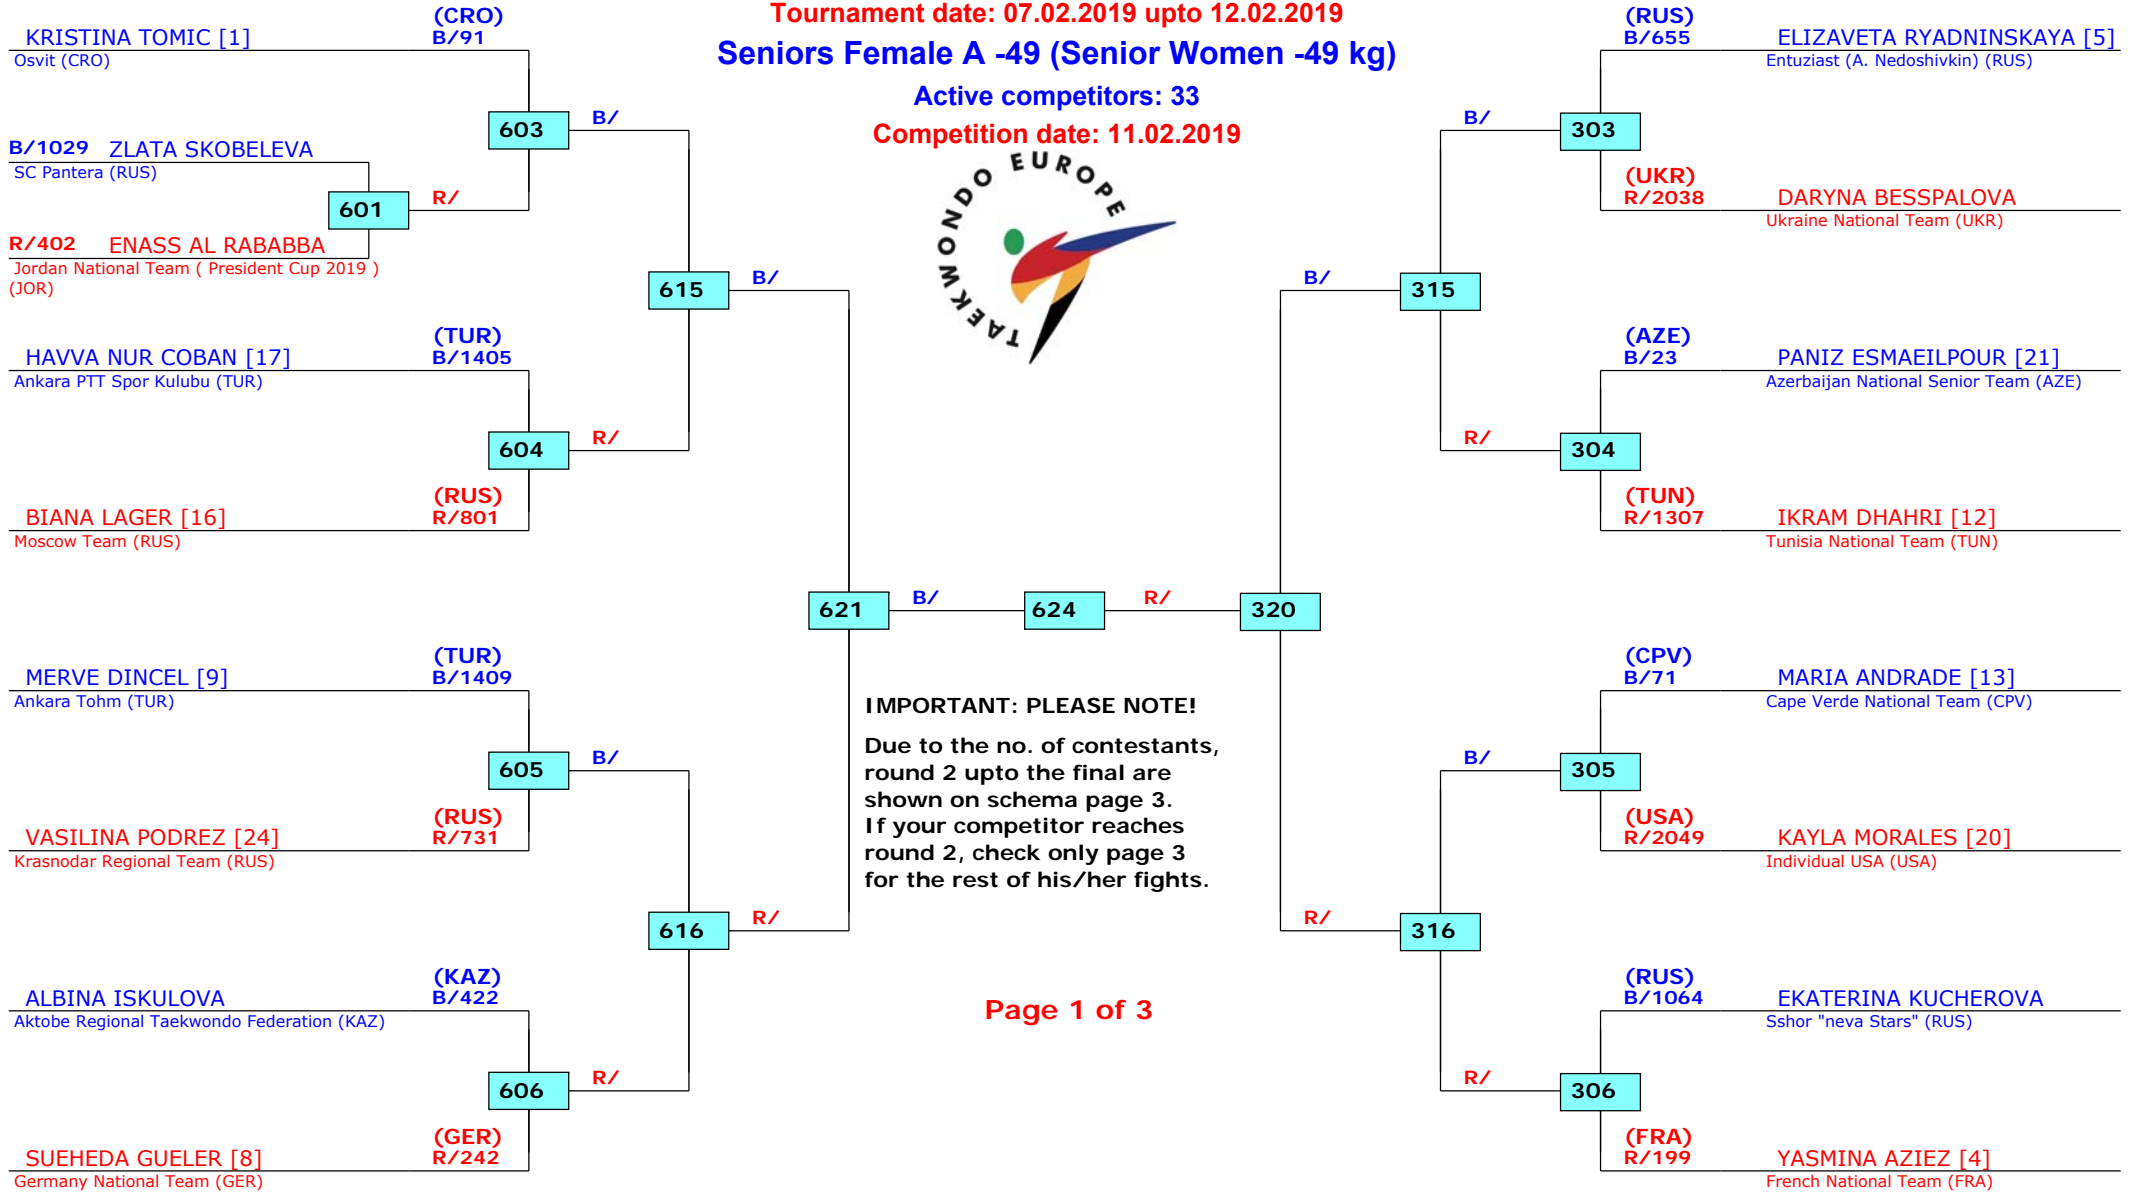 Tournament date: 07.02.2019 upto 12.02.2019
Seniors Female A -49 (Senior Women -49 kg)
Active competitors: 33
Competition date: 11.02.2019
TAEKWONDO EUROPE
KRISTINA TOMIC [1]
(CRO)
B/91
Osvit (CRO)
603
B/
B/1029 ZLATA SKOBELEVA
SC Pantera (RUS)
601
R/
R/402 ENASS AL RABABBA
Jordan National Team ( President Cup 2019 )
(JOR)
615
B/
HAVVA NUR COBAN [17]
(TUR)
B/1405
Ankara PTT Spor Kulubu (TUR)
604
R/
BIANA LAGER [16]
(RUS)
R/801
Moscow Team (RUS)
621
B/
624
R/
320
MERVE DINCEL [9]
(TUR)
B/1409
Ankara Tohm (TUR)
605
B/
VASILINA PODREZ [24]
(RUS)
R/731
Krasnodar Regional Team (RUS)
616
R/
ALBINA ISKULOVA
(KAZ)
B/422
Aktobe Regional Taekwondo Federation (KAZ)
606
R/
SUEHEDA GUELER [8]
(GER)
R/242
Germany National Team (GER)
IMPORTANT: PLEASE NOTE!
Due to the no. of contestants,
round 2 upto the final are
shown on schema page 3.
If your competitor reaches
round 2, check only page 3
for the rest of his/her fights.
Page 1 of 3
(RUS)
B/655
ELIZAVETA RYADNINSKAYA [5]
Entuziast (A. Nedoshivkin) (RUS)
B/
303
(UKR)
R/2038
DARYNA BESSPALOVA
Ukraine National Team (UKR)
B/
315
(AZE)
B/23
PANIZ ESMAEILPOUR [21]
Azerbaijan National Senior Team (AZE)
R/
304
(TUN)
R/1307
IKRAM DHAHRI [12]
Tunisia National Team (TUN)
(CPV)
B/71
MARIA ANDRADE [13]
Cape Verde National Team (CPV)
B/
305
(USA)
R/2049
KAYLA MORALES [20]
Individual USA (USA)
R/
316
(RUS)
B/1064
EKATERINA KUCHEROVA
Sshor "neva Stars" (RUS)
R/
306
(FRA)
R/199
YASMINA AZIEZ [4]
French National Team (FRA)